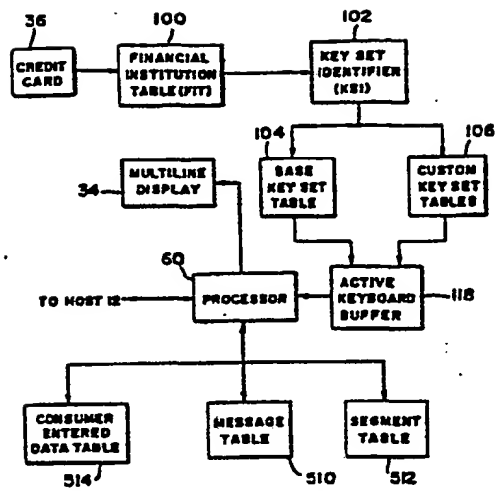 36
100
102
CREDIT
CARD
FINANCIAL
INSTITUTION
TABLE (FIT)
KEY SET
IDENTIFIER
(KSI)
104
106
MULTILINE
DISPLAY
34
BASE
KEY SET
TABLE
CUSTOM
KEY SET
TABLES
60
TO HOST 12
PROCESSOR
ACTIVE
KEYBOARD
BUFFER
118
CONSUMER
ENTERED
DATA TABLE
MESSAGE
TABLE
SEGMENT
TABLE
514
510
512